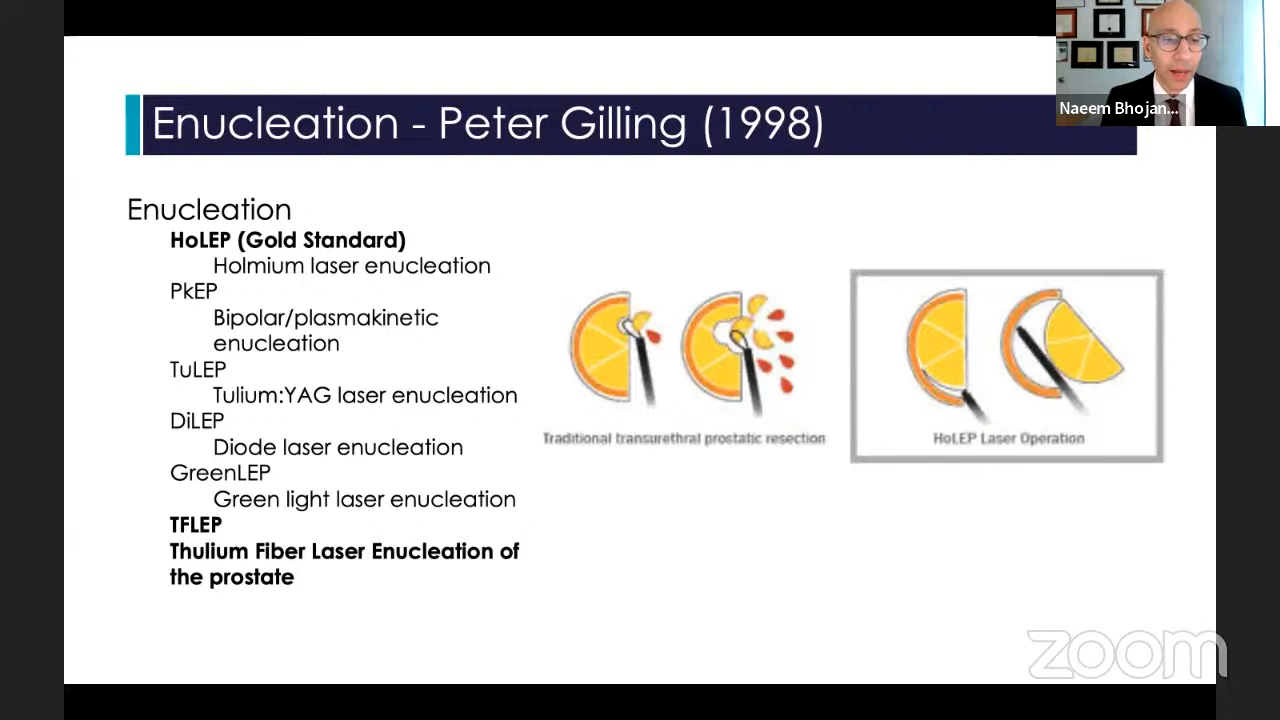 Enucleation - Peter Gilling (1998)
Naeem Bhojan...
Enucleation
HoLEP (Gold Standard)
Holmium laser enucleation
PkEP
Bipolar/plasmakinetic
enucleation
TuLEP
Tulium:YAG laser enucleation
DiLEP
Diode laser enucleation
GreenLEP
Green light laser enucleation
TFLEP
Thulium Fiber Laser Enucleation of
the prostate
Traditional transurethral prostatic resection
HoLEP Laser Operation
zoom